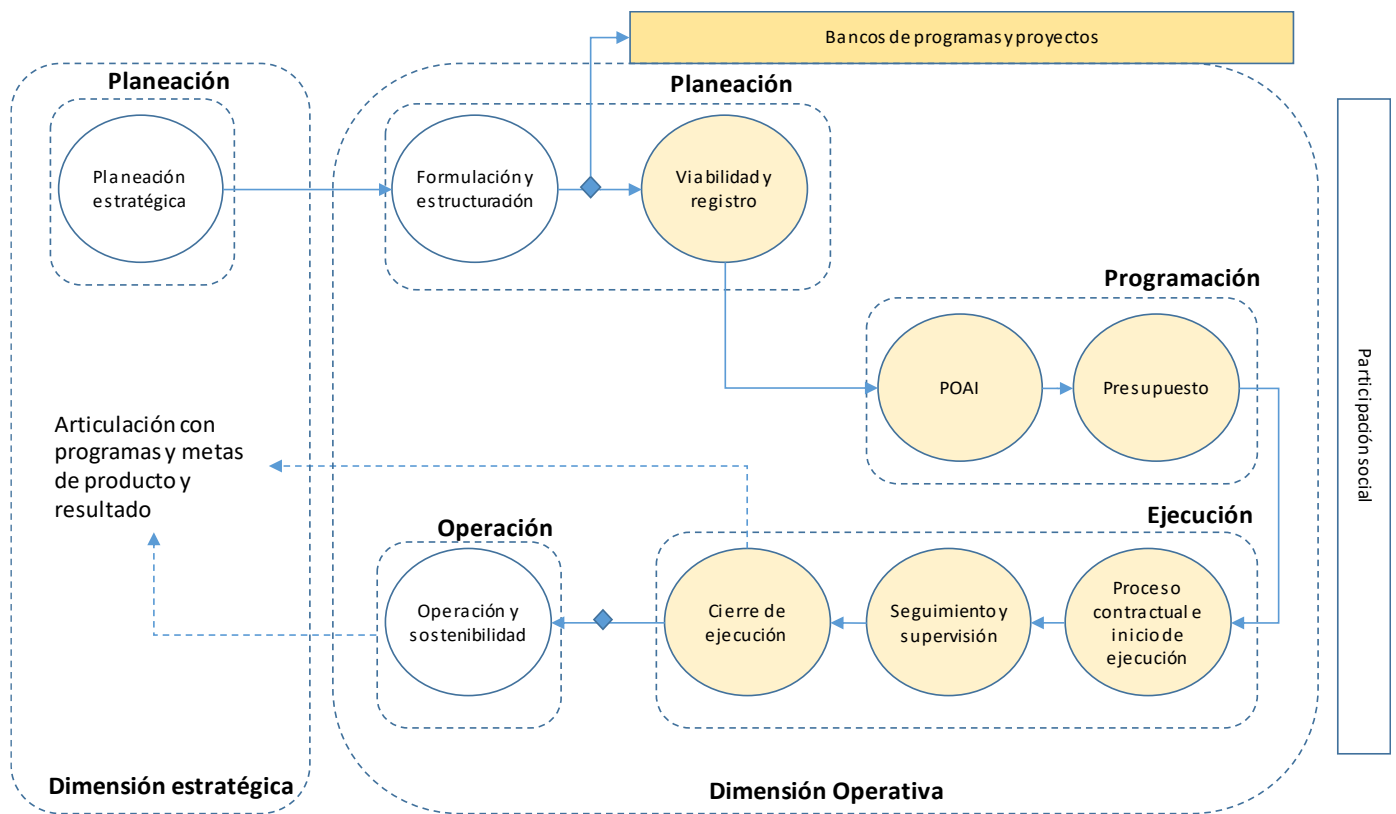 Bancos de programas y proyectos
Planeación
Planeación
Planeación
estratégica
Formulación y
estructuración
Viabilidad y
registro
Programación
POAI
Presupuesto
Participación social
Articulación con
programas y metas
de producto y
resultado
Operación
Ejecución
Operación y
sostenibilidad
Cierre de
ejecución
Seguimiento y
supervisión
Proceso
contractual e
inicio de
ejecución
Dimensión estratégica
Dimensión Operativa